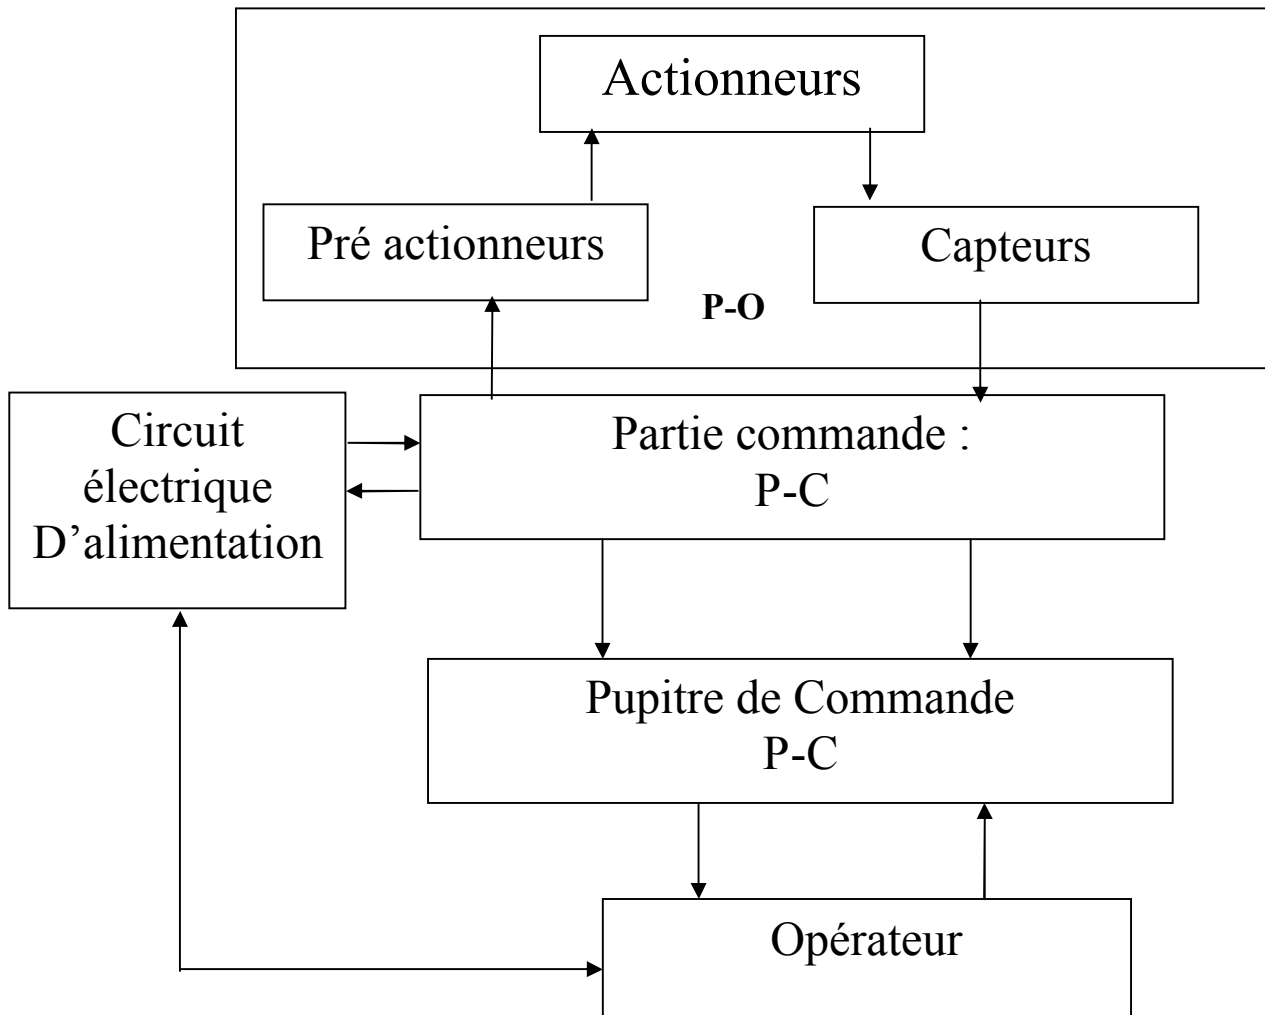 Actionneurs
Pré actionneurs
Capteurs
P-O
Circuit
électrique
D’alimentation
Partie commande :
P-C
Pupitre de Commande
P-C
Opérateur